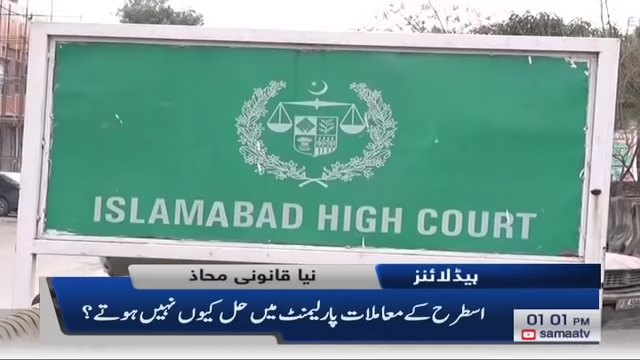 ISLAMABAD HIGH COURT
ہیڈلائنز
نیا قانونی محاذ
اسطرح کے معاملات پارلیمنٹ میں حل کیوں نہیں ہوتے؟
01 01 PM
samaatv